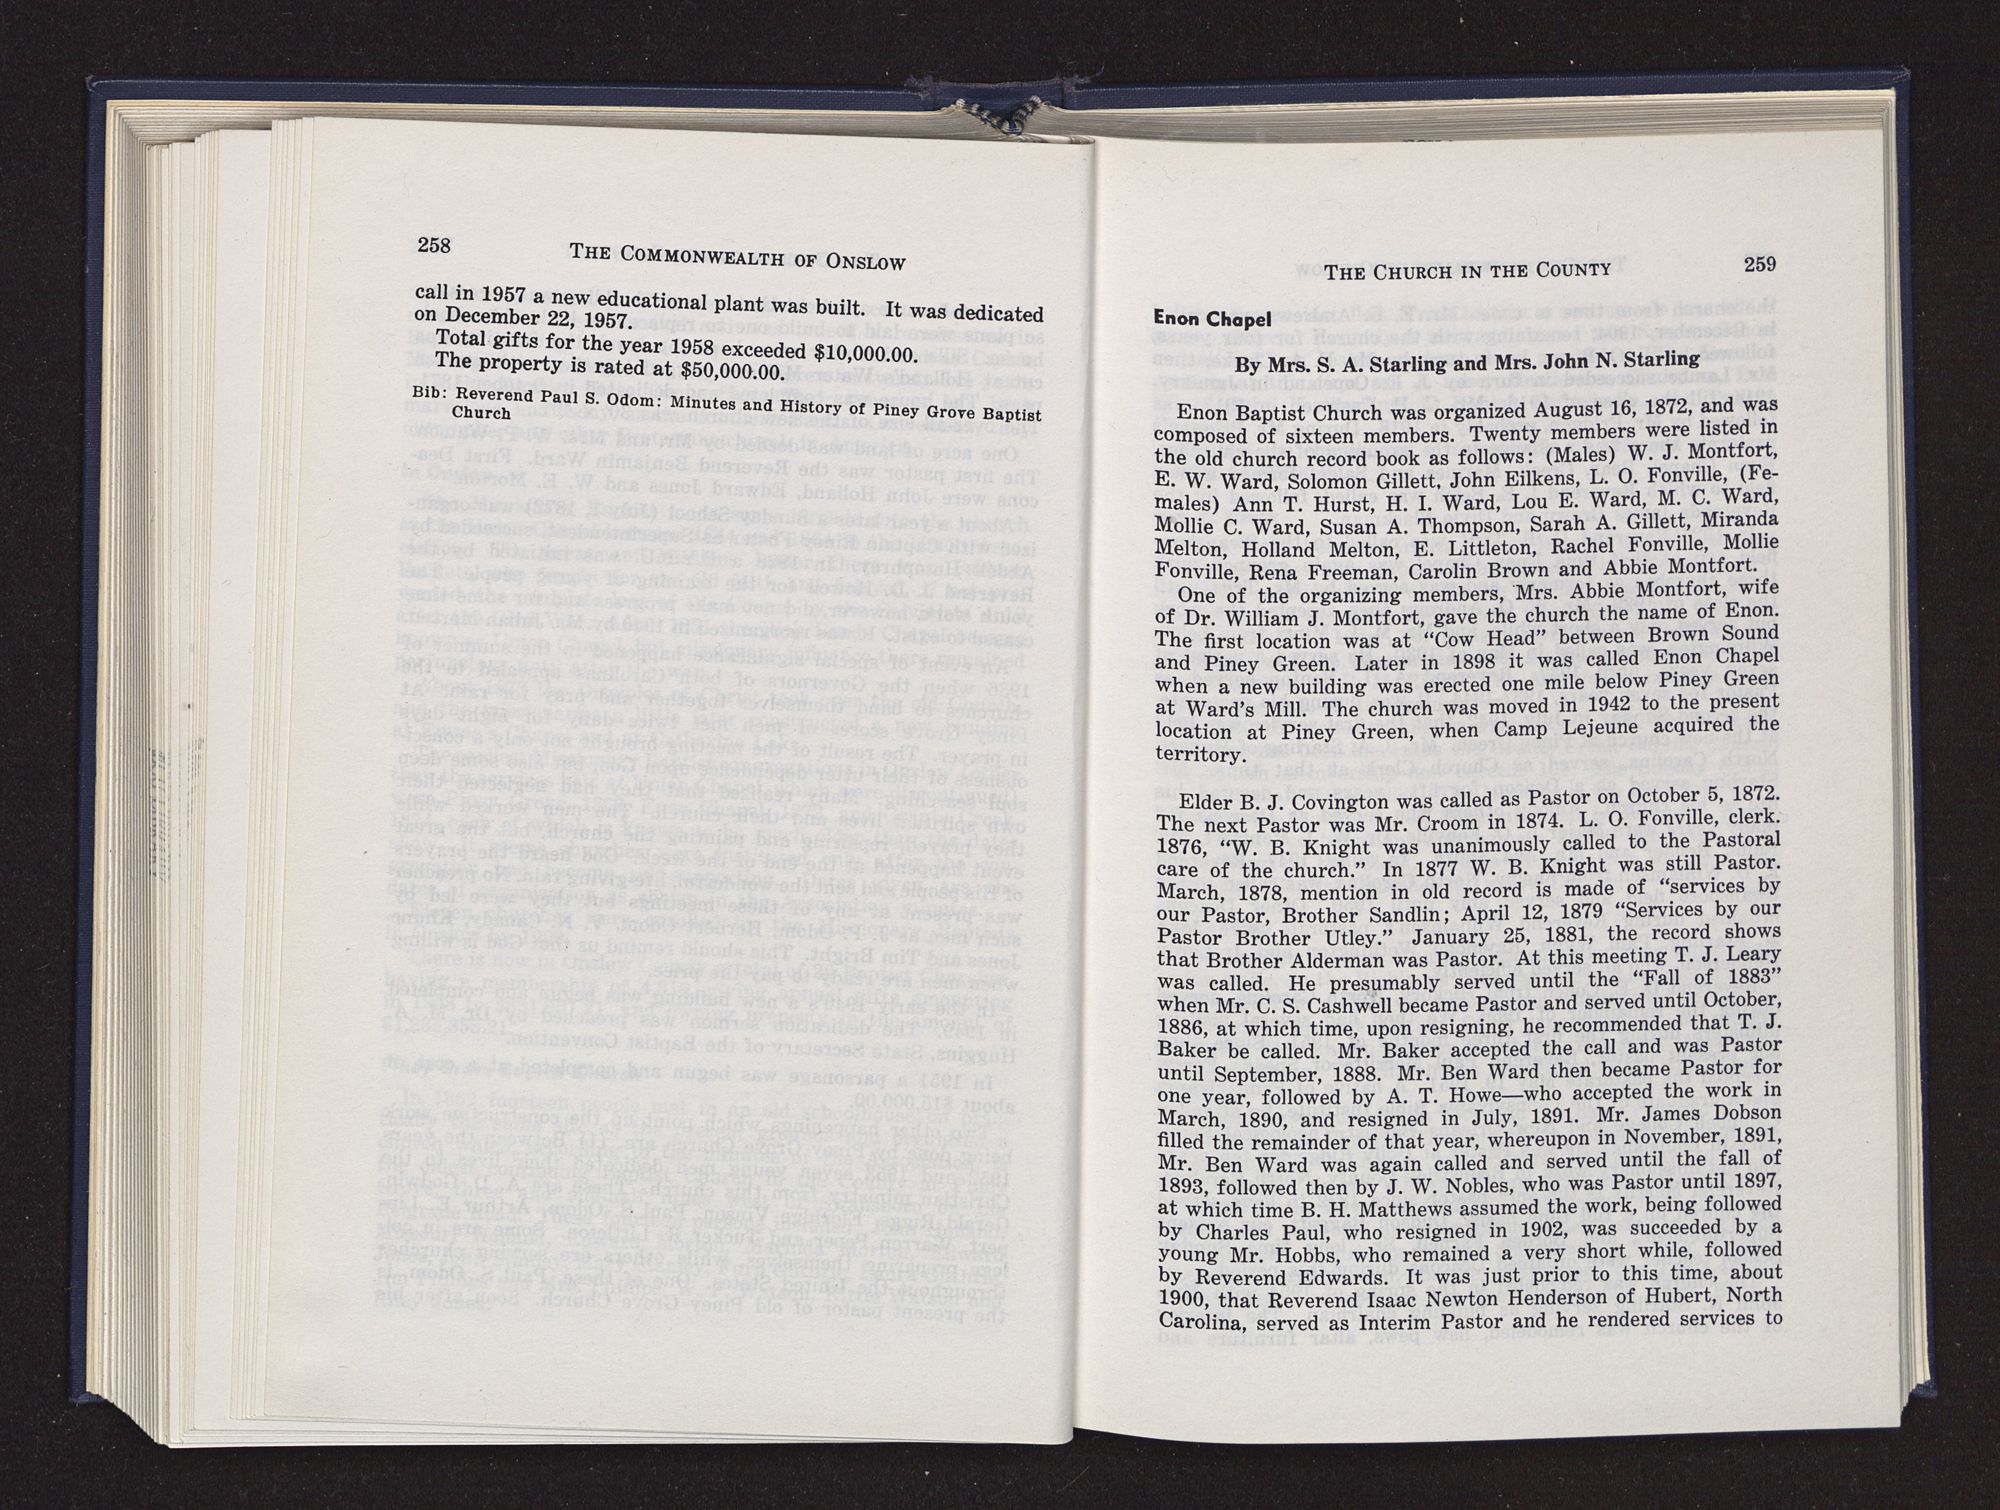 258
THE COMMONWEALTH OF ONSLOW
call in 1957 a new educational plant was built. It was dedicated
on December 22, 1957.
Total gifts for the year 1958 exceeded $10,000.00.
The property is rated at $50,000.00.
Bib: Reverend Paul S. Odom: Minutes and History of Piney Grove Baptist
Church
THE CHURCH IN THE COUNTY
259
Enon Chapel
By Mrs. S. A. Starling and Mrs. John N. Starling
Enon Baptist Church was organized August 16, 1872, and was
composed of sixteen members. Twenty members were listed in
the old church record book as follows: (Males) W. J. Montfort,
E. W. Ward, Solomon Gillett, John Eilkens, L. O. Fonville, (Fe-
males) Ann T. Hurst, H. I. Ward, Lou E. Ward, M. C. Ward,
Mollie C. Ward, Susan A. Thompson, Sarah A. Gillett, Miranda
Melton, Holland Melton, E. Littleton, Rachel Fonville, Mollie
Fonville, Rena Freeman, Carolin Brown and Abbie Montfort.
One of the organizing members, Mrs. Abbie Montfort, wife
of Dr. William J. Montfort, gave the church the name of Enon.
The first location was at “Cow Head” between Brown Sound
and Piney Green. Later in 1898 it was called Enon Chapel
when a new building was erected one mile below Piney Green
at Ward's Mill. The church was moved in 1942 to the present
location at Piney Green, when Camp Lejeune acquired the
territory.
Elder B. J. Covington was called as Pastor on October 5, 1872.
The next Pastor was Mr. Croom in 1874. L. O. Fonville, clerk.
1876, “W. B. Knight was unanimously called to the Pastoral
care of the church.” In 1877 W. B. Knight was still Pastor.
March, 1878, mention in old record is made of “services by
our Pastor, Brother Sandlin; April 12, 1879 “Services by our
Pastor Brother Utley.” January 25, 1881, the record shows
that Brother Alderman was Pastor. At this meeting T. J. Leary
was called. He presumably served until the “Fall of 1883”
when Mr. C. S. Cashwell became Pastor and served until October,
1886, at which time, upon resigning, he recommended that T. J.
Baker be called. Mr. Baker accepted the call and was Pastor
until September, 1888. Mr. Ben Ward then became Pastor for
one year, followed by A. T. Howe—who accepted the work in
March, 1890, and resigned in July, 1891. Mr. James Dobson
filled the remainder of that year, whereupon in November, 1891,
Mr. Ben Ward was again called and served until the fall of
1893, followed then by J. W. Nobles, who was Pastor until 1897,
at which time B. H. Matthews assumed the work, being followed
by Charles Paul, who resigned in 1902, was succeeded by a
young Mr. Hobbs, who remained a very short while, followed
by Reverend Edwards. It was just prior to this time, about
1900, that Reverend Isaac Newton Henderson of Hubert, North
Carolina, served as Interim Pastor and he rendered services to